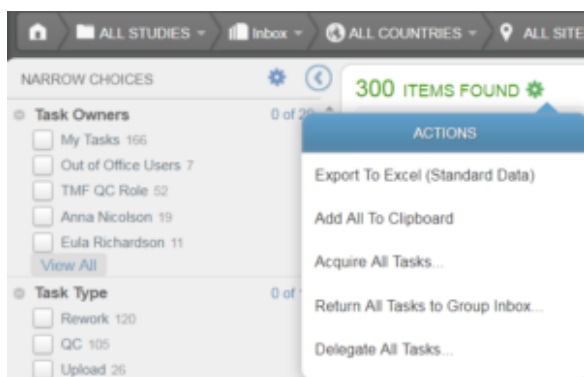 ALL STUDIES
Inbox
ALL COUNTRIES
ALL SITE
NARROW CHOICES
300 ITEMS FOUND
Task Owners
My Tasks 166
Out of Office Users 7
TMF QC Role 52
Anna Nicolson 19
Eula Richardson 11
View All
Task Type
0 of
Rework 120
QC 105
Upload 26
ACTIONS
Export To Excel (Standard Data)
Add All To Clipboard
Acquire All Tasks...
Return All Tasks to Group Inbox...
Delegate All Tasks...